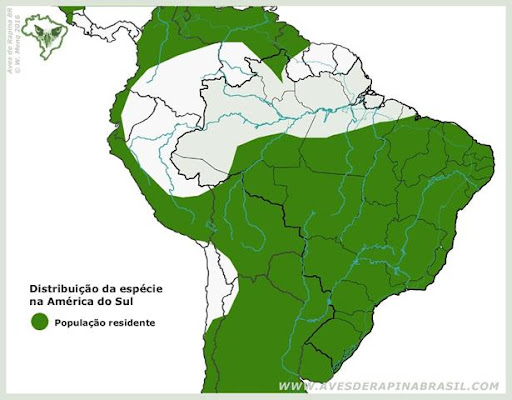 Aves de Rapina BR
© W. Menq 2016
Distribuição da espécie
na América do Sul
População residente
WWW.AVESDERAPINABRASIL.COM